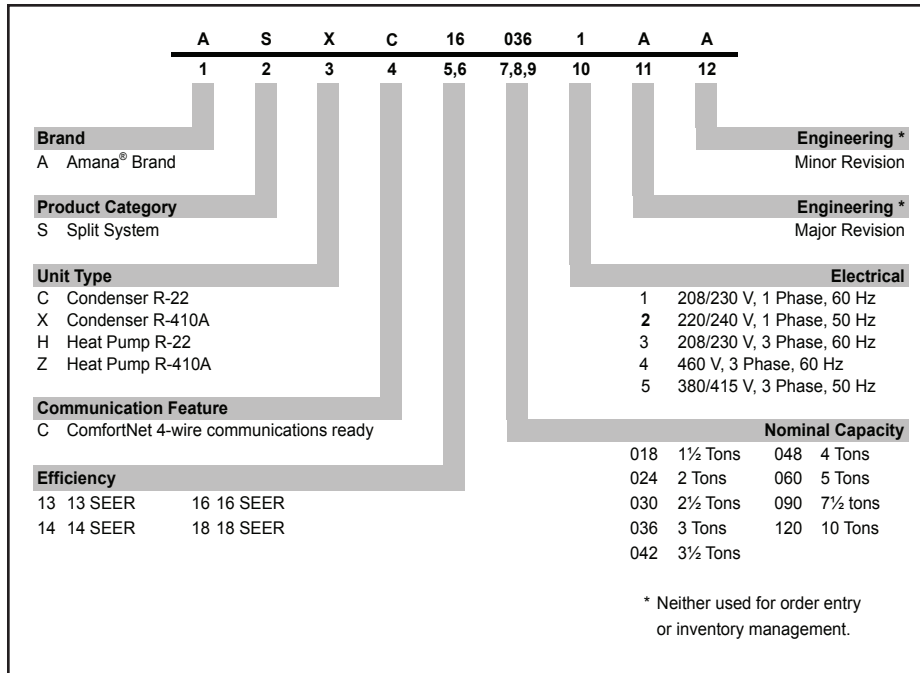 A S X C 16 036 1 A A
1 2 3 4 5,6 7,8,9 10 11 12
Brand
A Amana® Brand
Product Category
S Split System
Unit Type
C Condenser R-22
X Condenser R-410A
H Heat Pump R-22
Z Heat Pump R-410A
Communication Feature
C ComfortNet 4-wire communications ready
Efficiency
13 13 SEER 16 16 SEER
14 14 SEER 18 18 SEER
Engineering *
Minor Revision
Engineering *
Major Revision
Electrical
1 208/230 V, 1 Phase, 60 Hz
2 220/240 V, 1 Phase, 50 Hz
3 208/230 V, 3 Phase, 60 Hz
4 460 V, 3 Phase, 60 Hz
5 380/415 V, 3 Phase, 50 Hz
Nominal Capacity
018 1½ Tons 048 4 Tons
024 2 Tons 060 5 Tons
030 2½ Tons 090 7½ tons
036 3 Tons 120 10 Tons
042 3½ Tons
* Neither used for order entry
or inventory management.